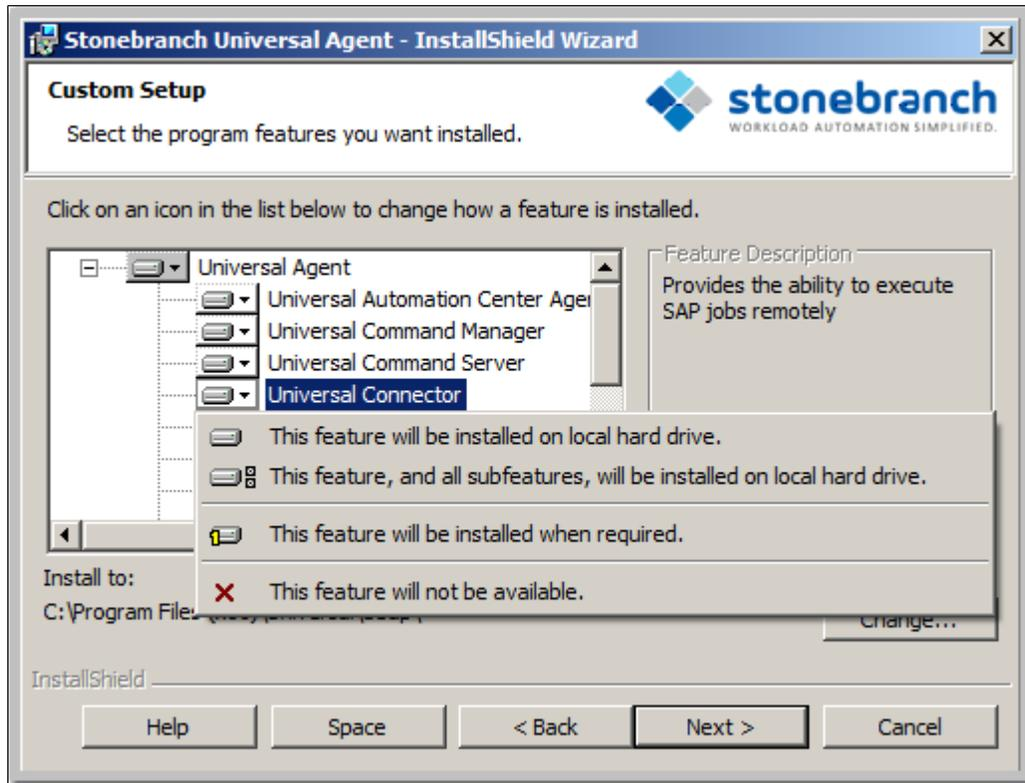 Stonebranch Universal Agent - InstallShield Wizard
Custom Setup
Select the program features you want installed.
stonebranch
WORKLOAD AUTOMATION SIMPLIFIED.
Click on an icon in the list below to change how a feature is installed.
Universal Agent
Universal Automation Center Agen
Universal Command Manager
Universal Command Server
Universal Connector
Feature Description
Provides the ability to execute
SAP jobs remotely
This feature will be installed on local hard drive.
This feature, and all subfeatures, will be installed on local hard drive.
This feature will be installed when required.
This feature will not be available.
Install to:
C:\Program Files
Change...
InstallShield
Help
Space
< Back
Next >
Cancel